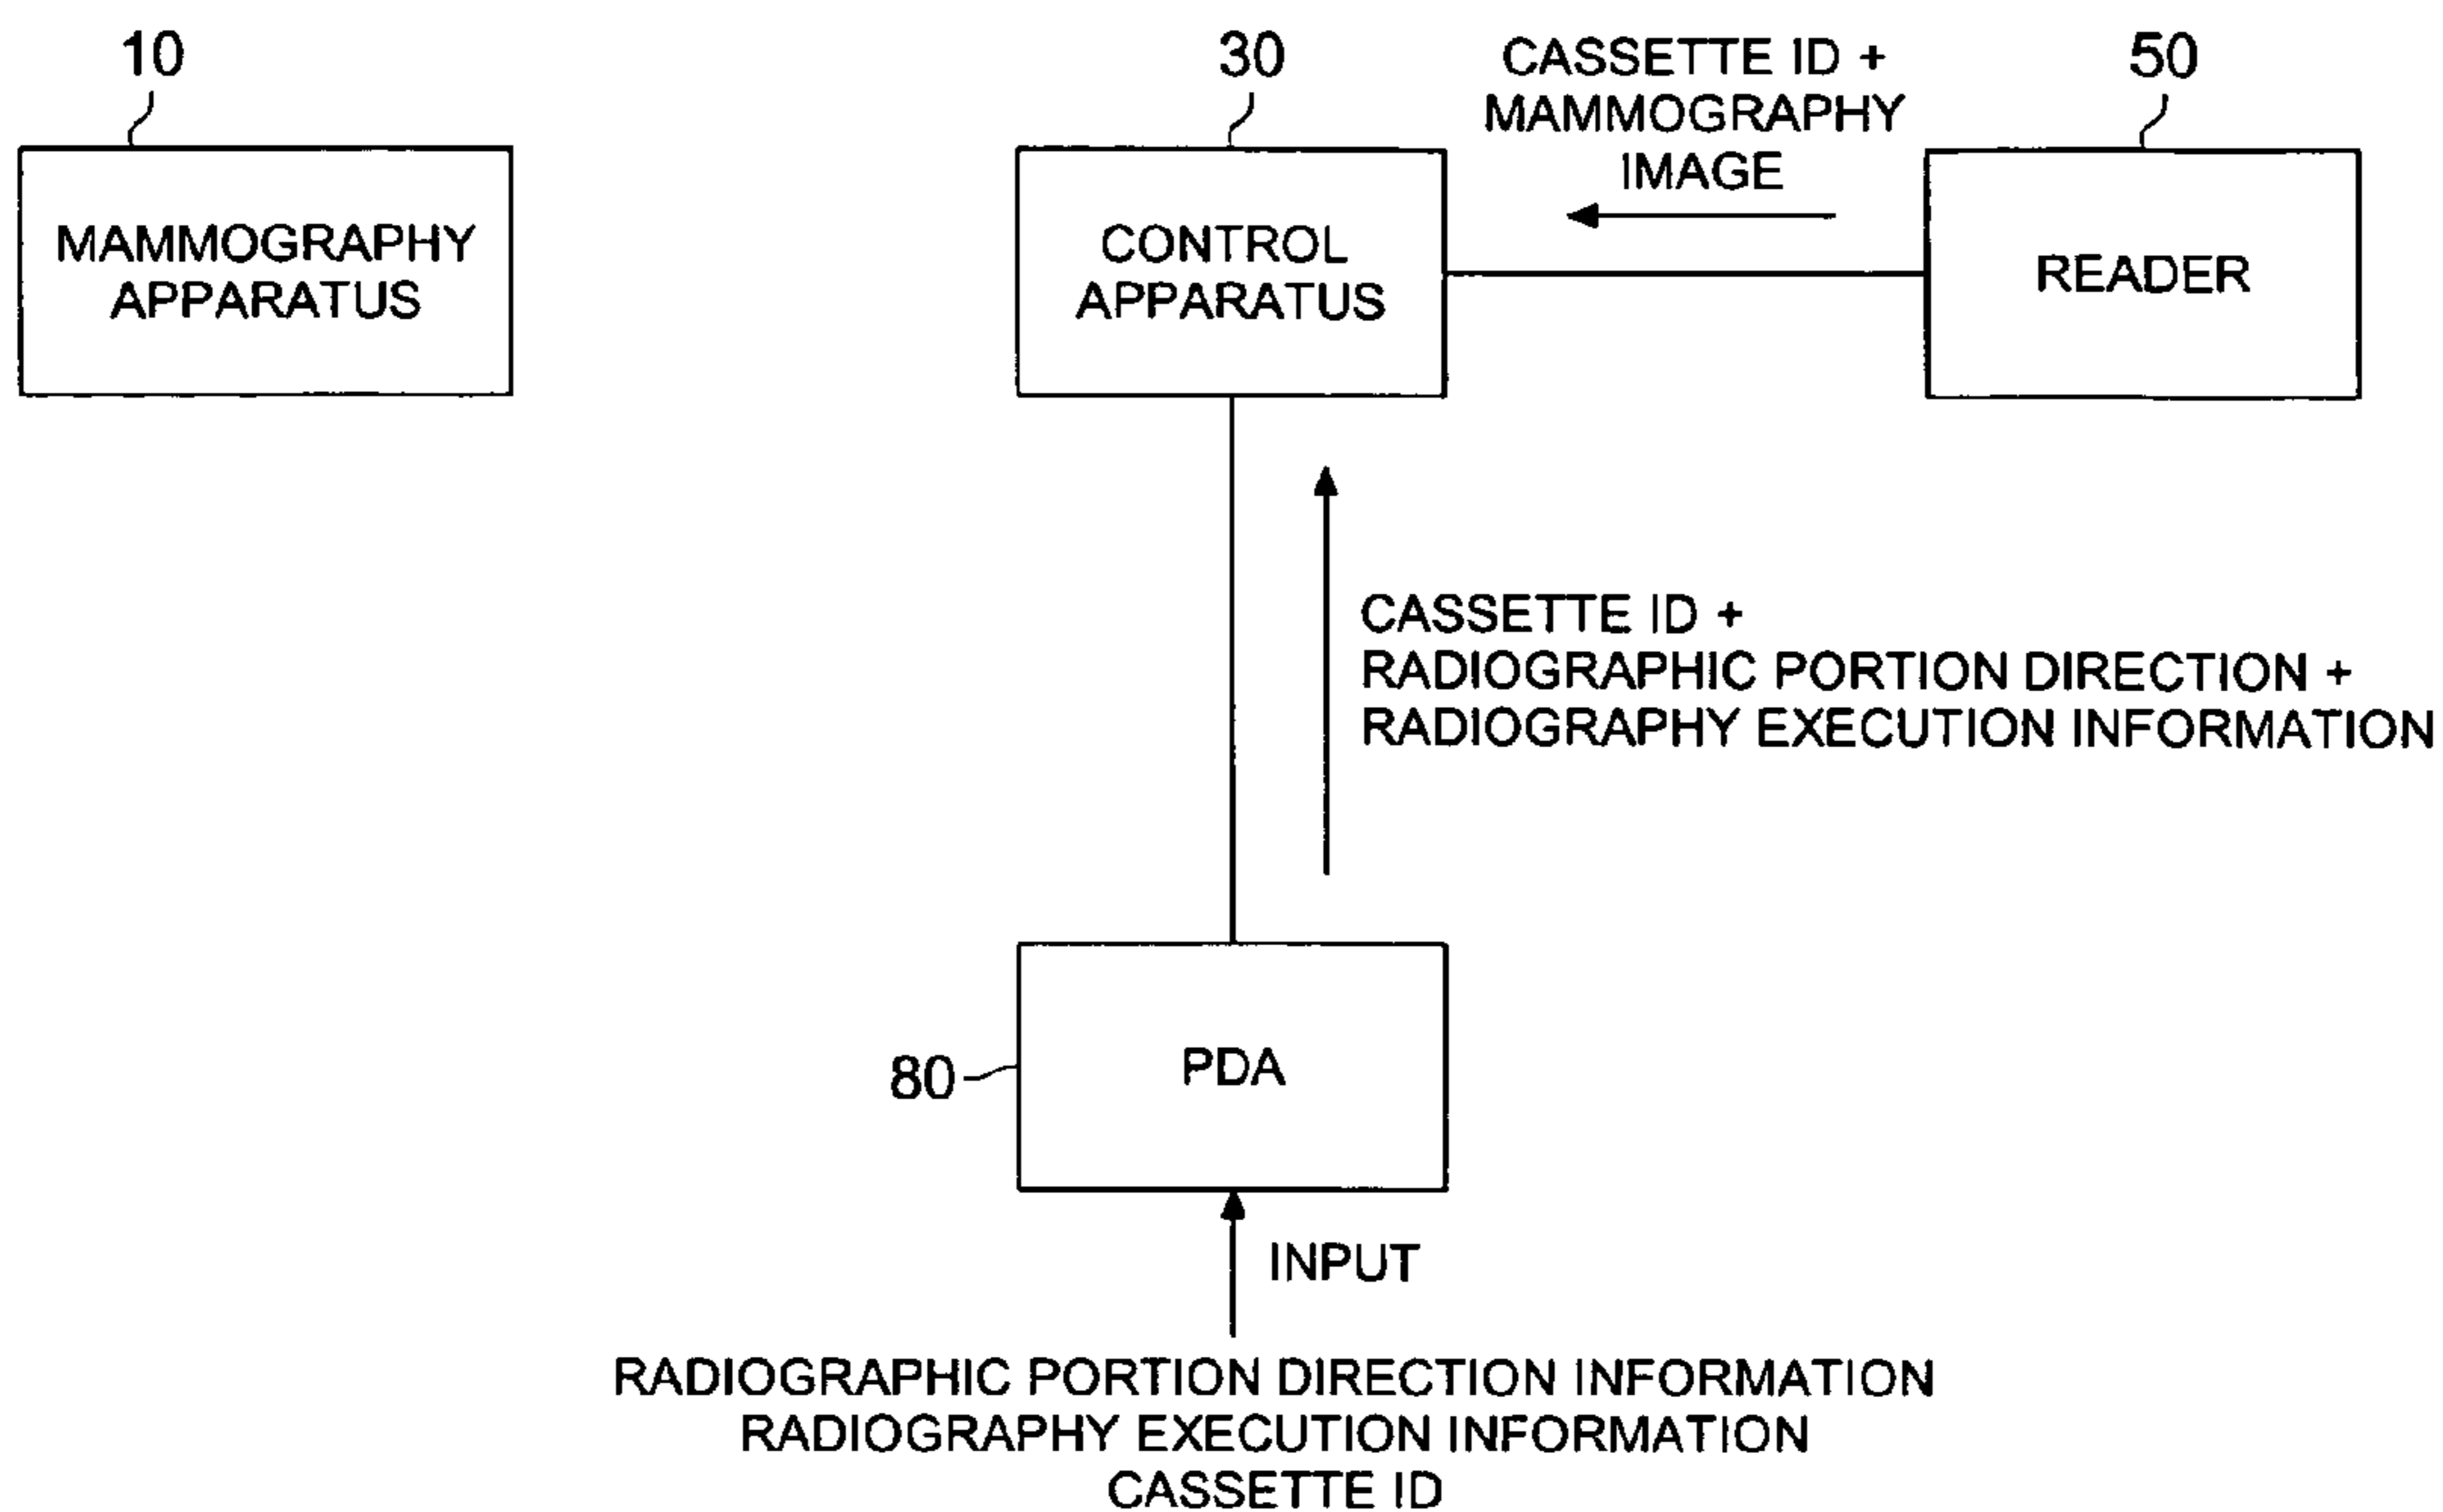 10
30
CASSETTE ID +
MAMMOGRAPHY
IMAGE
50
MAMMOGRAPHY
APPARATUS
CONTROL
APPARATUS
READER
CASSETTE ID +
RADIOGRAPHIC PORTION DIRECTION +
RADIOGRAPHY EXECUTION INFORMATION
80
PDA
INPUT
RADIOGRAPHIC PORTION DIRECTION INFORMATION
RADIOGRAPHY EXECUTION INFORMATION
CASSETTE ID